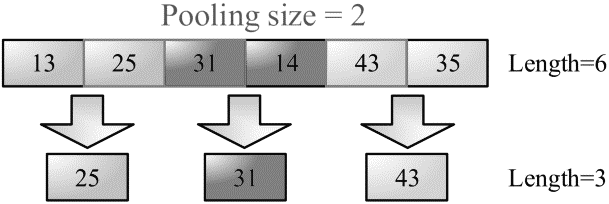 Pooling size = 2
13 25 31 14 43 35 Length=6
25 31 43 Length=3